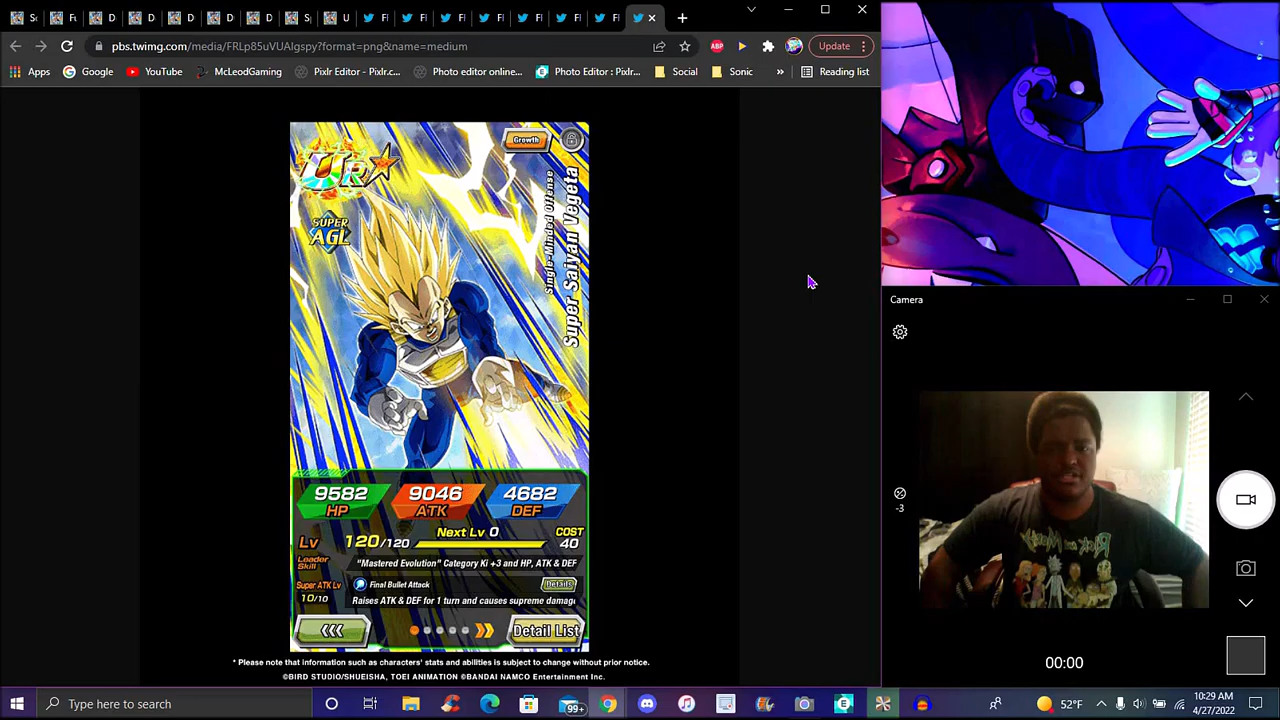 pbs.twimg.com/media/FRLp85uVUAIgspy?format=png&name=medium
Update
Apps
Google
YouTube
McLeodGaming
Pixlr Editor - Pixlr.c...
Photo editor online...
Photo Editor : Pixlr...
Social
Sonic
Reading list
UR
Growth
SUPER
AGL
Single-Minded Offense
Super Saiyan Vegeta
9582
HP
9046
ATK
4682
DEF
Next Lv 0
COST
40
Lv 120/120
Leader Skill
"Mastered Evolution" Category Ki +3 and HP, ATK & DEF
Super ATK Lv
10/10
Final Bullet Attack
Details
Raises ATK & DEF for 1 turn and causes supreme damag
Detail List
* Please note that information such as characters' stats and abilities is subject to change without prior notice.
©BIRD STUDIO/SHUEISHA, TOEI ANIMATION ©BANDAI NAMCO Entertainment Inc.
Camera
-3
Rick and Morty
00:00
Type here to search
99+
52°F
10:29 AM
4/27/2022